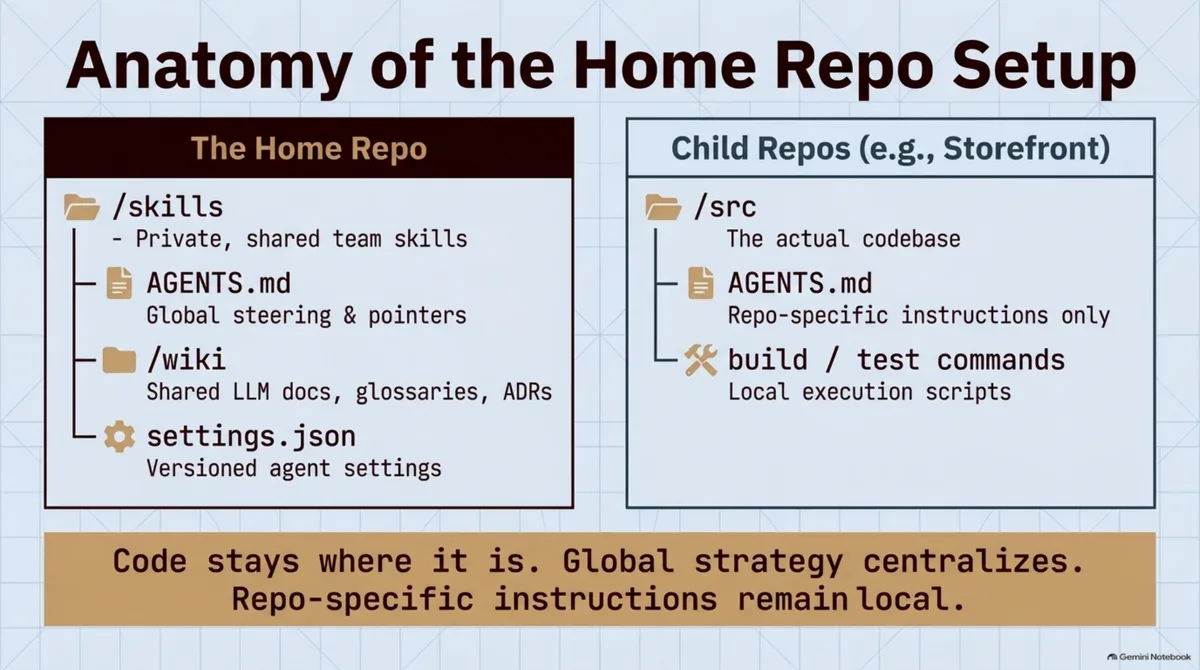 Anatomy of the Home Repo Setup
The Home Repo
/skills
- Private, shared team skills
AGENTS.md
Global steering & pointers
/wiki
Shared LLM docs, glossaries, ADRs
settings.json
Versioned agent settings
Child Repos (e.g., Storefront)
/src
The actual codebase
AGENTS.md
Repo-specific instructions only
build / test commands
Local execution scripts
Code stays where it is. Global strategy centralizes.
Repo-specific instructions remain local.
Gemini Notebook